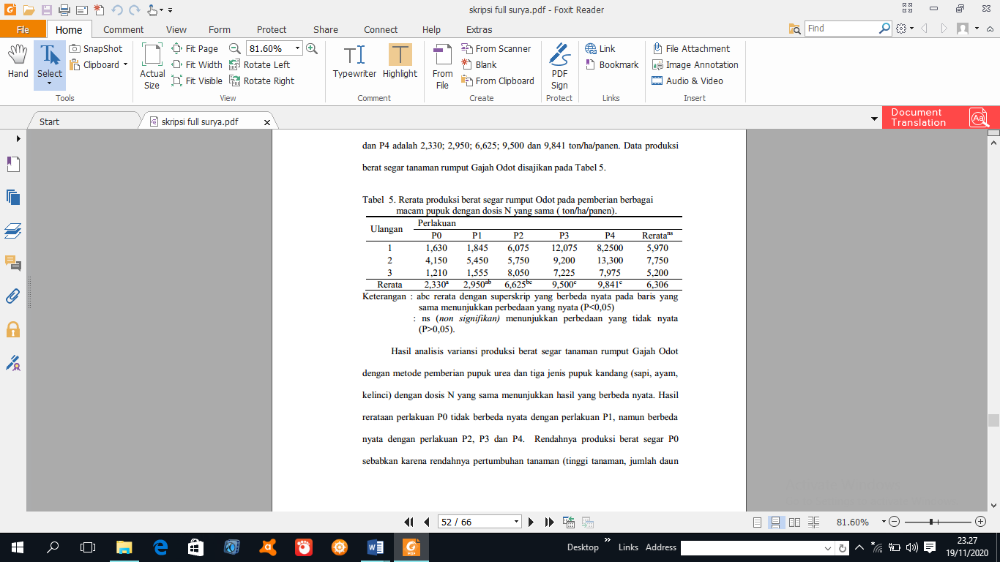 skripsi full surya.pdf - Foxit Reader
File Home Comment View Form Protect Share Connect Help Extras Find
Hand Select SnapShot Clipboard Actual Size Fit Page Fit Width Fit Visible 81.60% Rotate Left Rotate Right Typewriter Highlight From File From Scanner Blank From Clipboard PDF Sign Link Bookmark File Attachment Image Annotation Audio & Video
Tools View Comment Create Protect Links Insert
Start skripsi full surya.pdf Document Translation
dan P4 adalah 2,330; 2,950; 6,625; 9,500 dan 9,841 ton/ha/panen. Data produksi
berat segar tanaman rumput Gajah Odot disajikan pada Tabel 5.
Tabel 5. Rerata produksi berat segar rumput Odot pada pemberian berbagai
macam pupuk dengan dosis N yang sama ( ton/ha/panen).
Ulangan Perlakuan
P0 P1 P2 P3 P4 Rerataⁿˢ
1 1,630 1,845 6,075 12,075 8,2500 5,970
2 4,150 5,450 5,750 9,200 13,300 7,750
3 1,210 1,555 8,050 7,225 7,975 5,200
Rerata 2,330ᵃ 2,950ᵃᵇ 6,625ᵇᶜ 9,500ᶜ 9,841ᶜ 6,306
Keterangan : abc rerata dengan superskrip yang berbeda nyata pada baris yang
sama menunjukkan perbedaan yang nyata (P<0,05)
: ns (non signifikan) menunjukkan perbedaan yang tidak nyata
(P>0,05).
Hasil analisis variansi produksi berat segar tanaman rumput Gajah Odot
dengan metode pemberian pupuk urea dan tiga jenis pupuk kandang (sapi, ayam,
kelinci) dengan dosis N yang sama menunjukkan hasil yang berbeda nyata. Hasil
rerataan perlakuan P0 tidak berbeda nyata dengan perlakuan P1, namun berbeda
nyata dengan perlakuan P2, P3 dan P4. Rendahnya produksi berat segar P0
sebabkan karena rendahnya pertumbuhan tanaman (tinggi tanaman, jumlah daun
52 / 66 81.60%
Desktop Links Address 23.27
19/11/2020